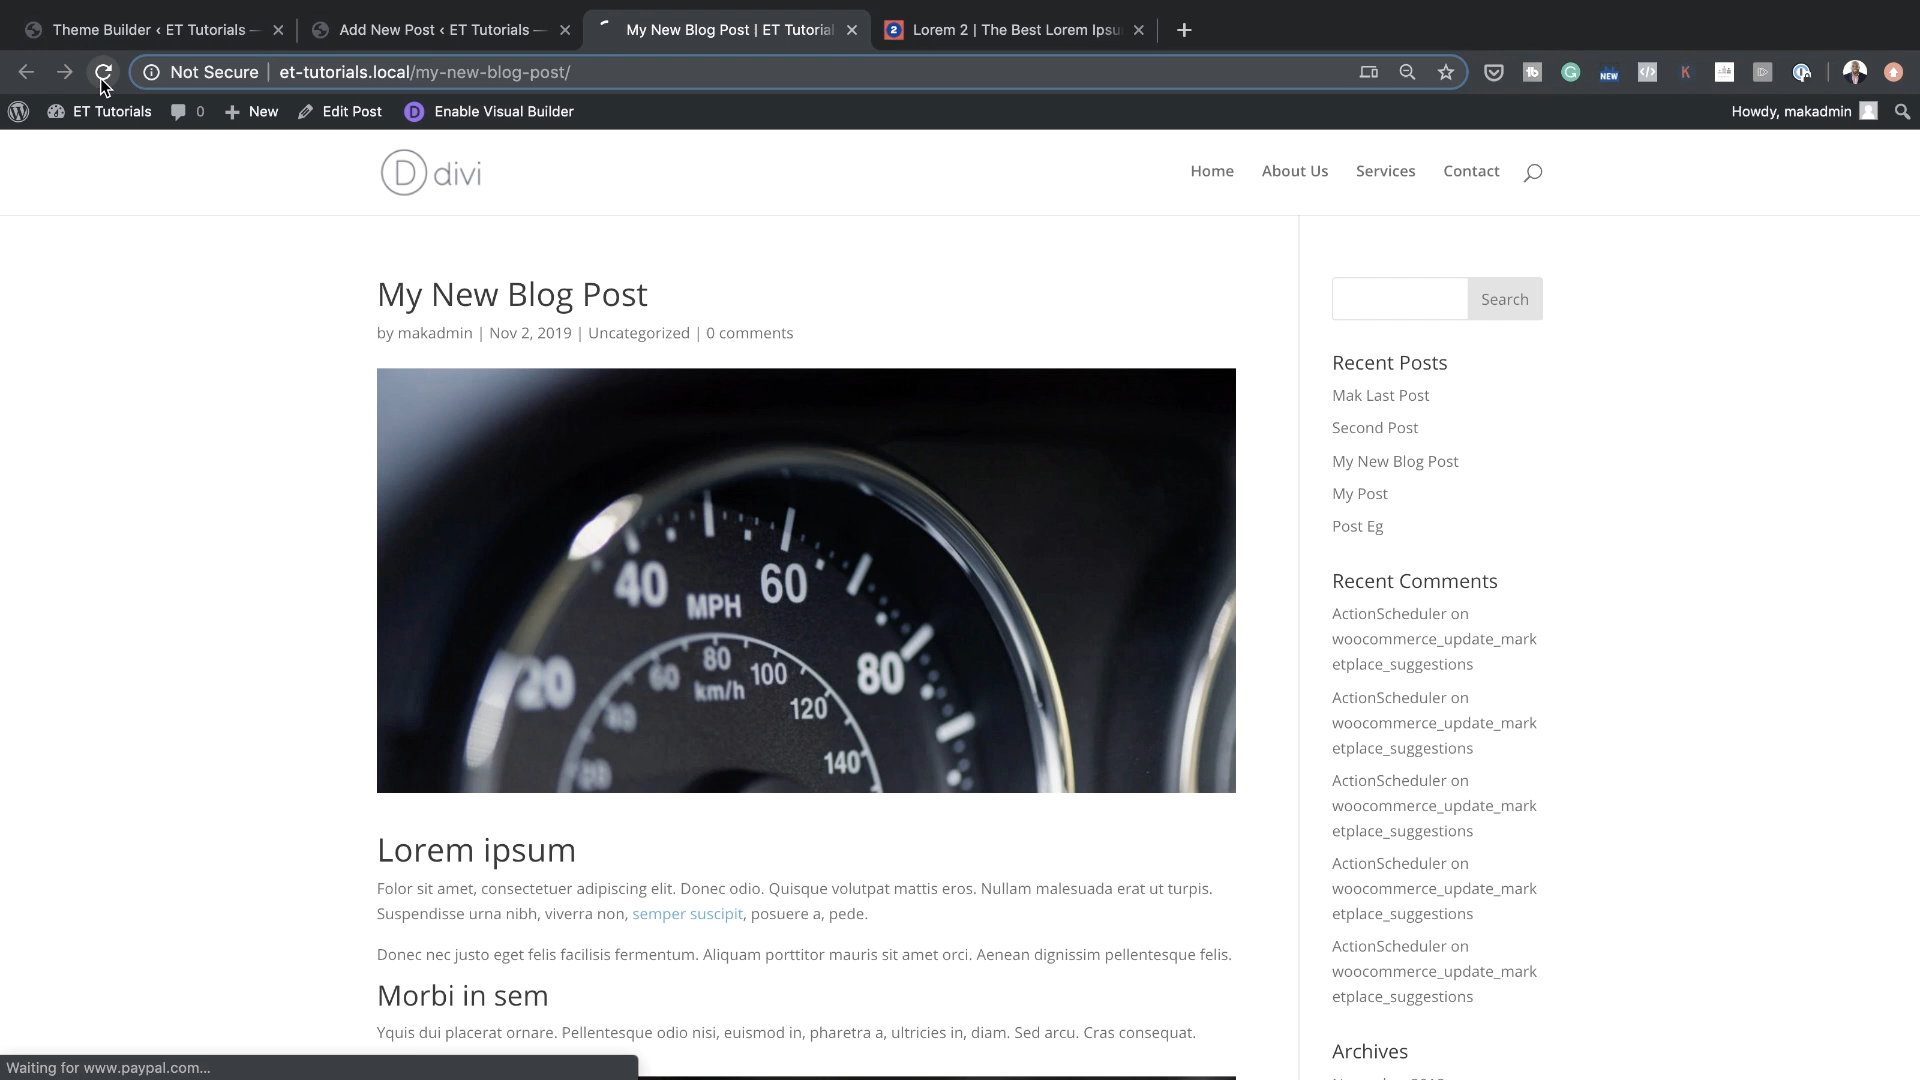 Theme Builder ‹ ET Tutorials —
Add New Post ‹ ET Tutorials —
My New Blog Post | ET Tutorial
2 Lorem 2 | The Best Lorem Ipsu
Not Secure | et-tutorials.local/my-new-blog-post/
NEW
ET Tutorials 0 + New Edit Post D Enable Visual Builder
Howdy, makadmin
D divi
Home About Us Services Contact
My New Blog Post
by makadmin | Nov 2, 2019 | Uncategorized | 0 comments
40 60
MPH
20 80
80
60 100
km/h
40 120
20 140
Lorem ipsum
Folor sit amet, consectetuer adipiscing elit. Donec odio. Quisque volutpat mattis eros. Nullam malesuada erat ut turpis.
Suspendisse urna nibh, viverra non, semper suscipit, posuere a, pede.
Donec nec justo eget felis facilisis fermentum. Aliquam porttitor mauris sit amet orci. Aenean dignissim pellentesque felis.
Morbi in sem
Yquis dui placerat ornare. Pellentesque odio nisi, euismod in, pharetra a, ultricies in, diam. Sed arcu. Cras consequat.
Search
Recent Posts
Mak Last Post
Second Post
My New Blog Post
My Post
Post Eg
Recent Comments
ActionScheduler on
woocommerce_update_mark
etplace_suggestions
ActionScheduler on
woocommerce_update_mark
etplace_suggestions
ActionScheduler on
woocommerce_update_mark
etplace_suggestions
ActionScheduler on
woocommerce_update_mark
etplace_suggestions
ActionScheduler on
woocommerce_update_mark
etplace_suggestions
Archives
Waiting for www.paypal.com...